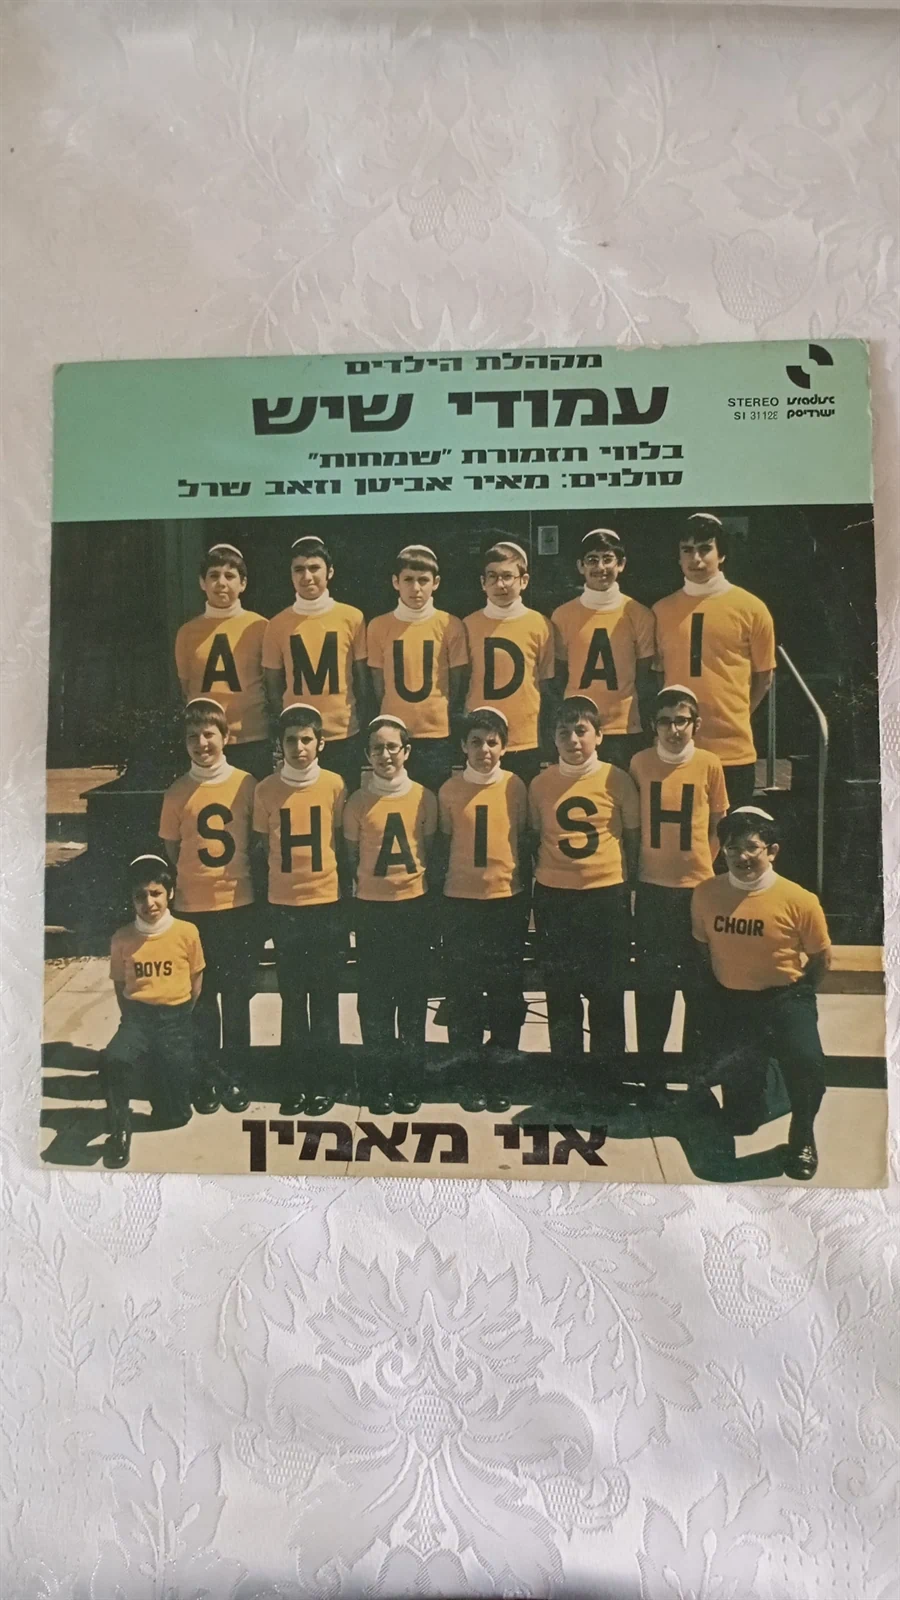 מקהלת הילדים
עמודי שיש
בלווי תזמורת "שמחות"
סולנים: מאיר אביטן וזאב שרל
isradisc
ישרדיסק
STEREO
SI 31128
AMUDAI
SHAISH
BOYS
CHOIR
אני מאמין